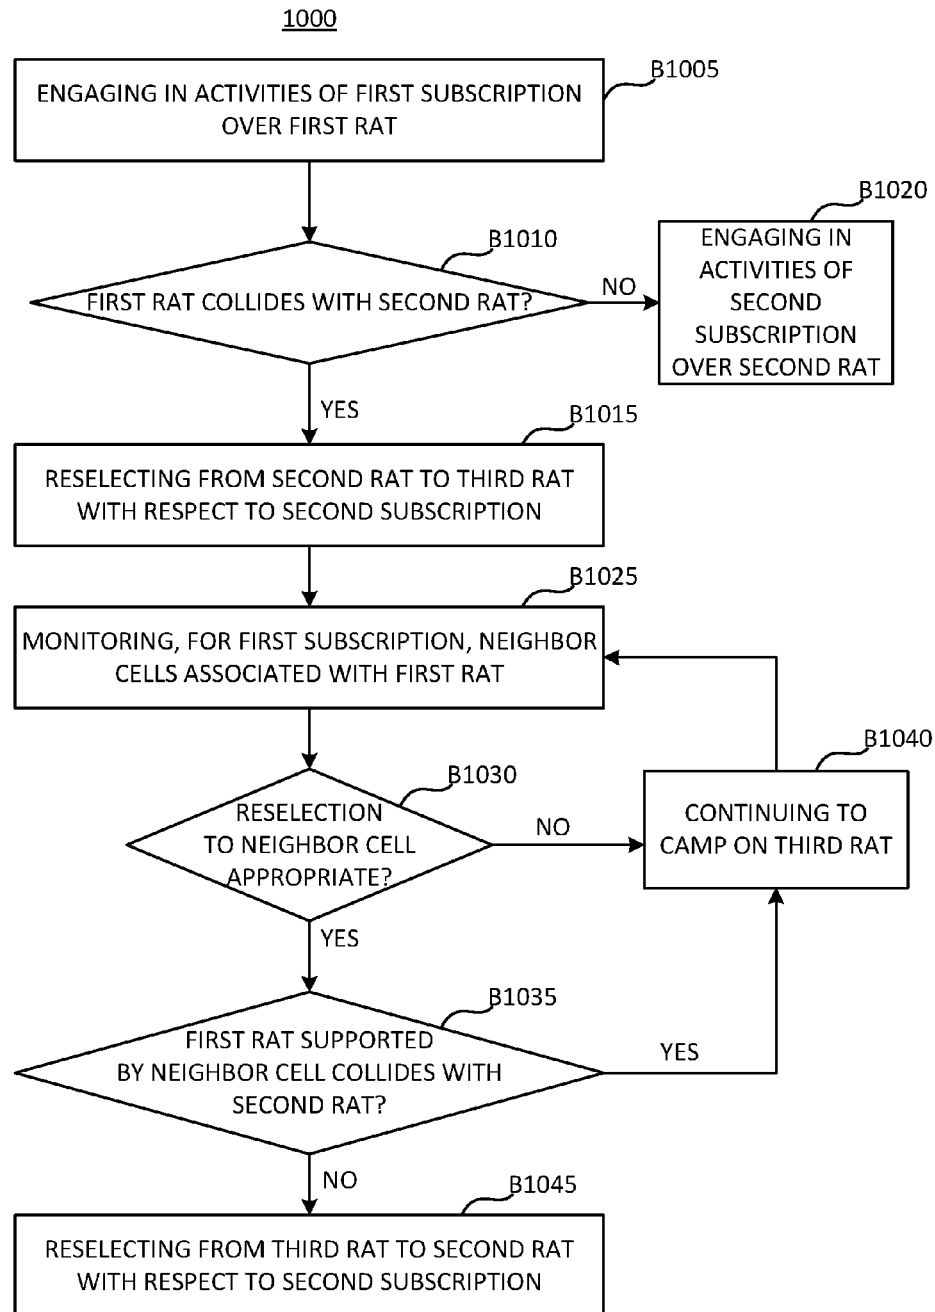 1000
B1005
ENGAGING IN ACTIVITIES OF FIRST SUBSCRIPTION
OVER FIRST RAT
B1010
FIRST RAT COLLIDES WITH SECOND RAT?
NO
B1020
ENGAGING IN
ACTIVITIES OF
SECOND
SUBSCRIPTION
OVER SECOND RAT
YES
B1015
RESELECTING FROM SECOND RAT TO THIRD RAT
WITH RESPECT TO SECOND SUBSCRIPTION
B1025
MONITORING, FOR FIRST SUBSCRIPTION, NEIGHBOR
CELLS ASSOCIATED WITH FIRST RAT
B1030
RESELECTION
TO NEIGHBOR CELL
APPROPRIATE?
NO
B1040
CONTINUING TO
CAMP ON THIRD RAT
YES
B1035
FIRST RAT SUPPORTED
BY NEIGHBOR CELL COLLIDES WITH
SECOND RAT?
YES
NO
B1045
RESELECTING FROM THIRD RAT TO SECOND RAT
WITH RESPECT TO SECOND SUBSCRIPTION